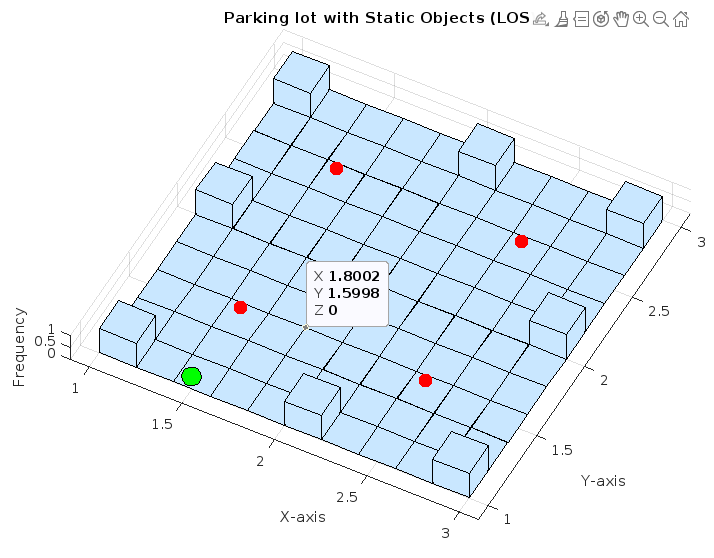 Parking lot with Static Objects (LOS
X 1.8002
Y 1.5998
Z 0
Frequency
1
0.5
0
1
1.5
2
2.5
3
X-axis
1
1.5
2
2.5
3
Y-axis